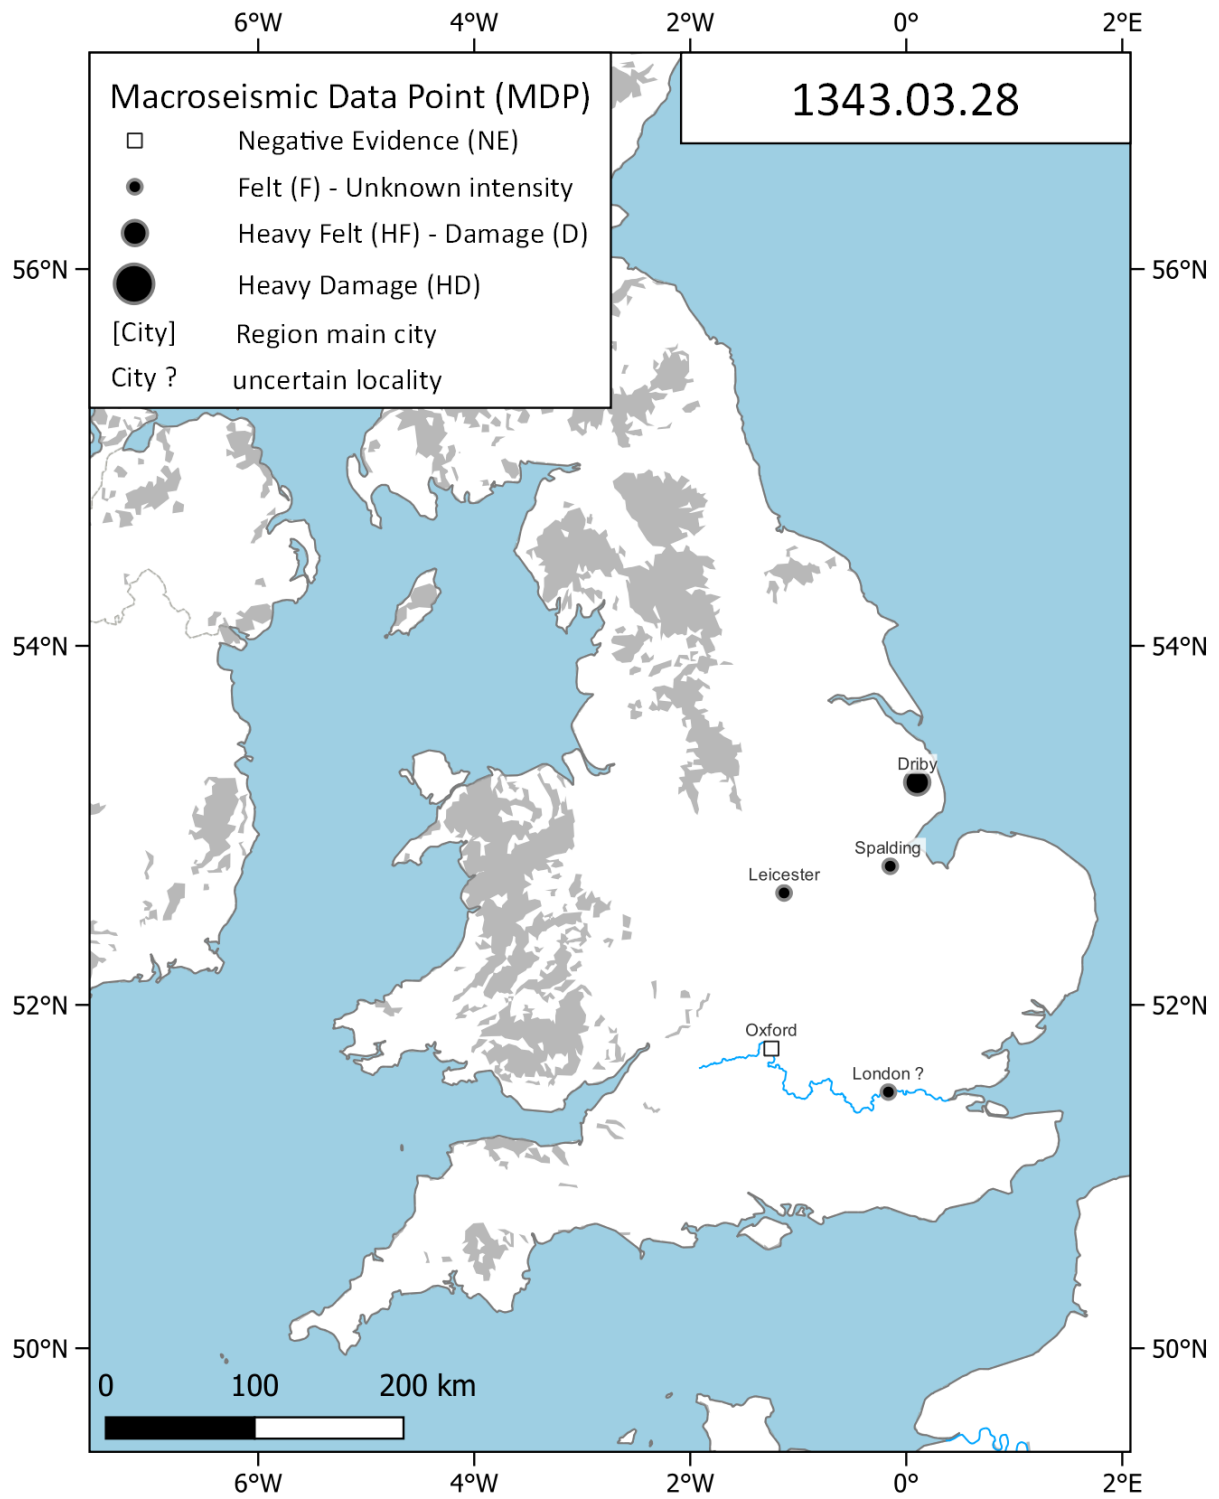 6°W 4°W 2°W 0° 2°E
Macroseismic Data Point (MDP)
Negative Evidence (NE)
Felt (F) - Unknown intensity
Heavy Felt (HF) - Damage (D)
Heavy Damage (HD)
[City] Region main city
City ? uncertain locality
1343.03.28
56°N 56°N
54°N 54°N
Driby
Spalding
Leicester
52°N 52°N
Oxford
London ?
50°N 50°N
0 100 200 km
6°W 4°W 2°W 0° 2°E